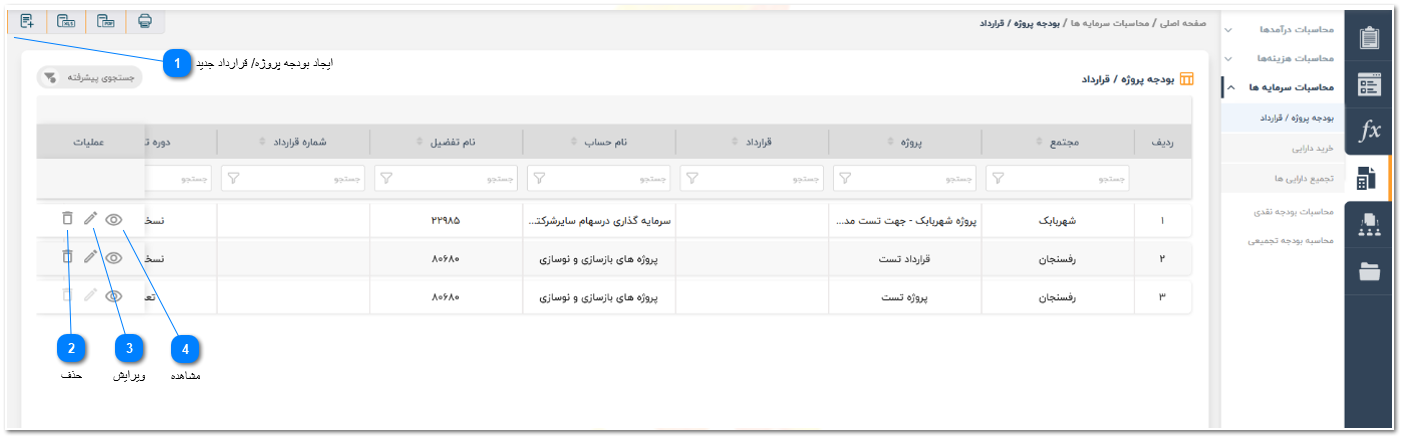 صفحه اصلی / محاسبات سرمایه ها / بودجه پروژه / قرارداد
XLS
PDF
محاسبات درآمدها
محاسبات هزینه‌ها
محاسبات سرمایه ها
بودجه پروژه / قرارداد
خرید دارایی
تجمیع دارایی ها
محاسبات بودجه نقدی
محاسبه بودجه تجمیعی
fx
1 ایجاد بودجه پروژه/ قرارداد جدید
بودجه پروژه / قرارداد
جستجوی پیشرفته
ردیف مجتمع پروژه قرارداد نام حساب نام تفضیل شماره قرارداد دوره ت عملیات
جستجو جستجو جستجو جستجو جستجو جستجو جستجو
۱ شهربابک پروژه شهربابک - جهت تست مد... سرمایه گذاری درسهام سایرشرکت... ۲۲۹۸۵ نسخ
۲ رفسنجان قرارداد تست پروژه های بازسازی و نوسازی ۸۰۶۸۰ نسخ
۳ رفسنجان پروژه تست پروژه های بازسازی و نوسازی ۸۰۶۸۰ تع
4 مشاهده
3 ویرایش
2 حذف